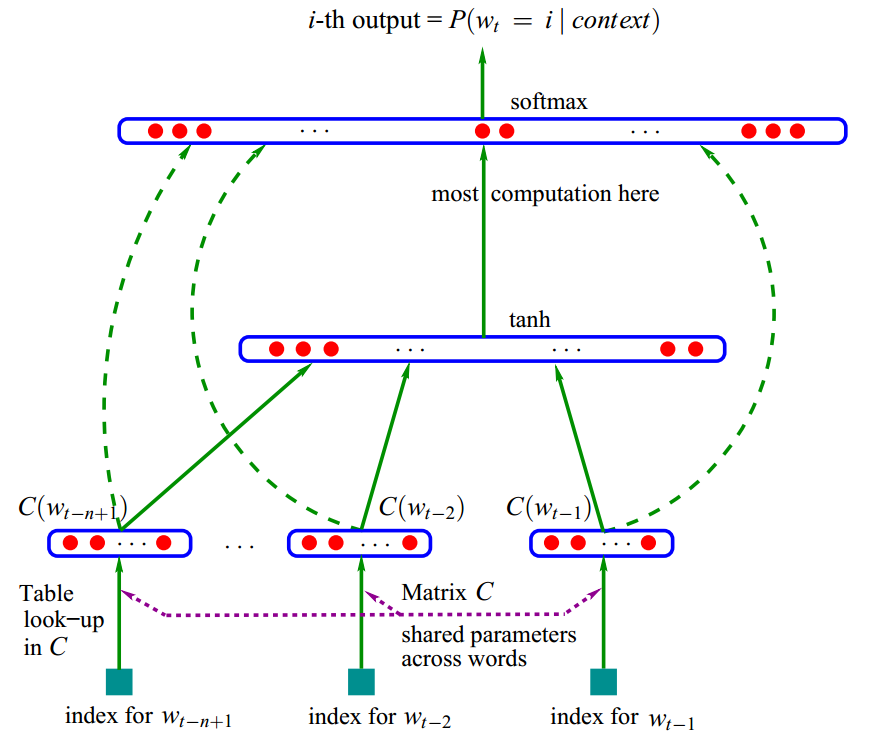 i-th output = P(w_t = i | context)
softmax
. . .
. . .
most computation here
tanh
. . .
. . .
C(w_{t−n+1})
C(w_{t−2})
C(w_{t−1})
. . .
. . .
. . .
. . .
Table
look−up
in C
Matrix C
shared parameters
across words
index for w_{t−n+1}
index for w_{t−2}
index for w_{t−1}